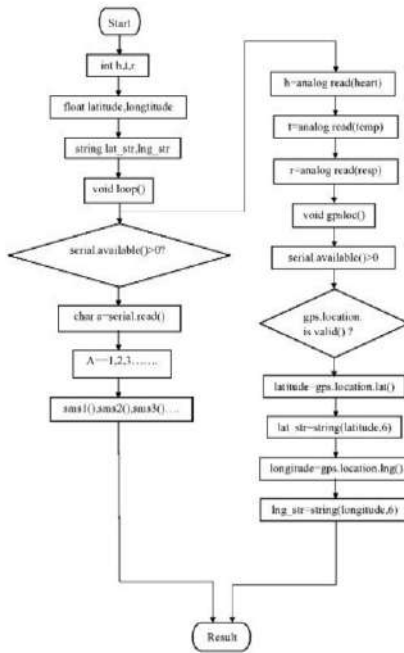 Start
int h,t,r
float latitude,longtitude
string lat_str,lng_str
void loop()
serial.available()>0?
char a=serial.read()
A==1,2,3…….
sms1(),sms2(),sms3()….
h=analog read(heart)
t=analog read(temp)
r=analog read(resp)
void gpsloc()
serial.available()>0
gps.location.
is valid() ?
latitude=gps.location.lat()
lat_str=string(latitude,6)
longitude=gps.location.lng()
lng_str=string(longitude,6)
Result